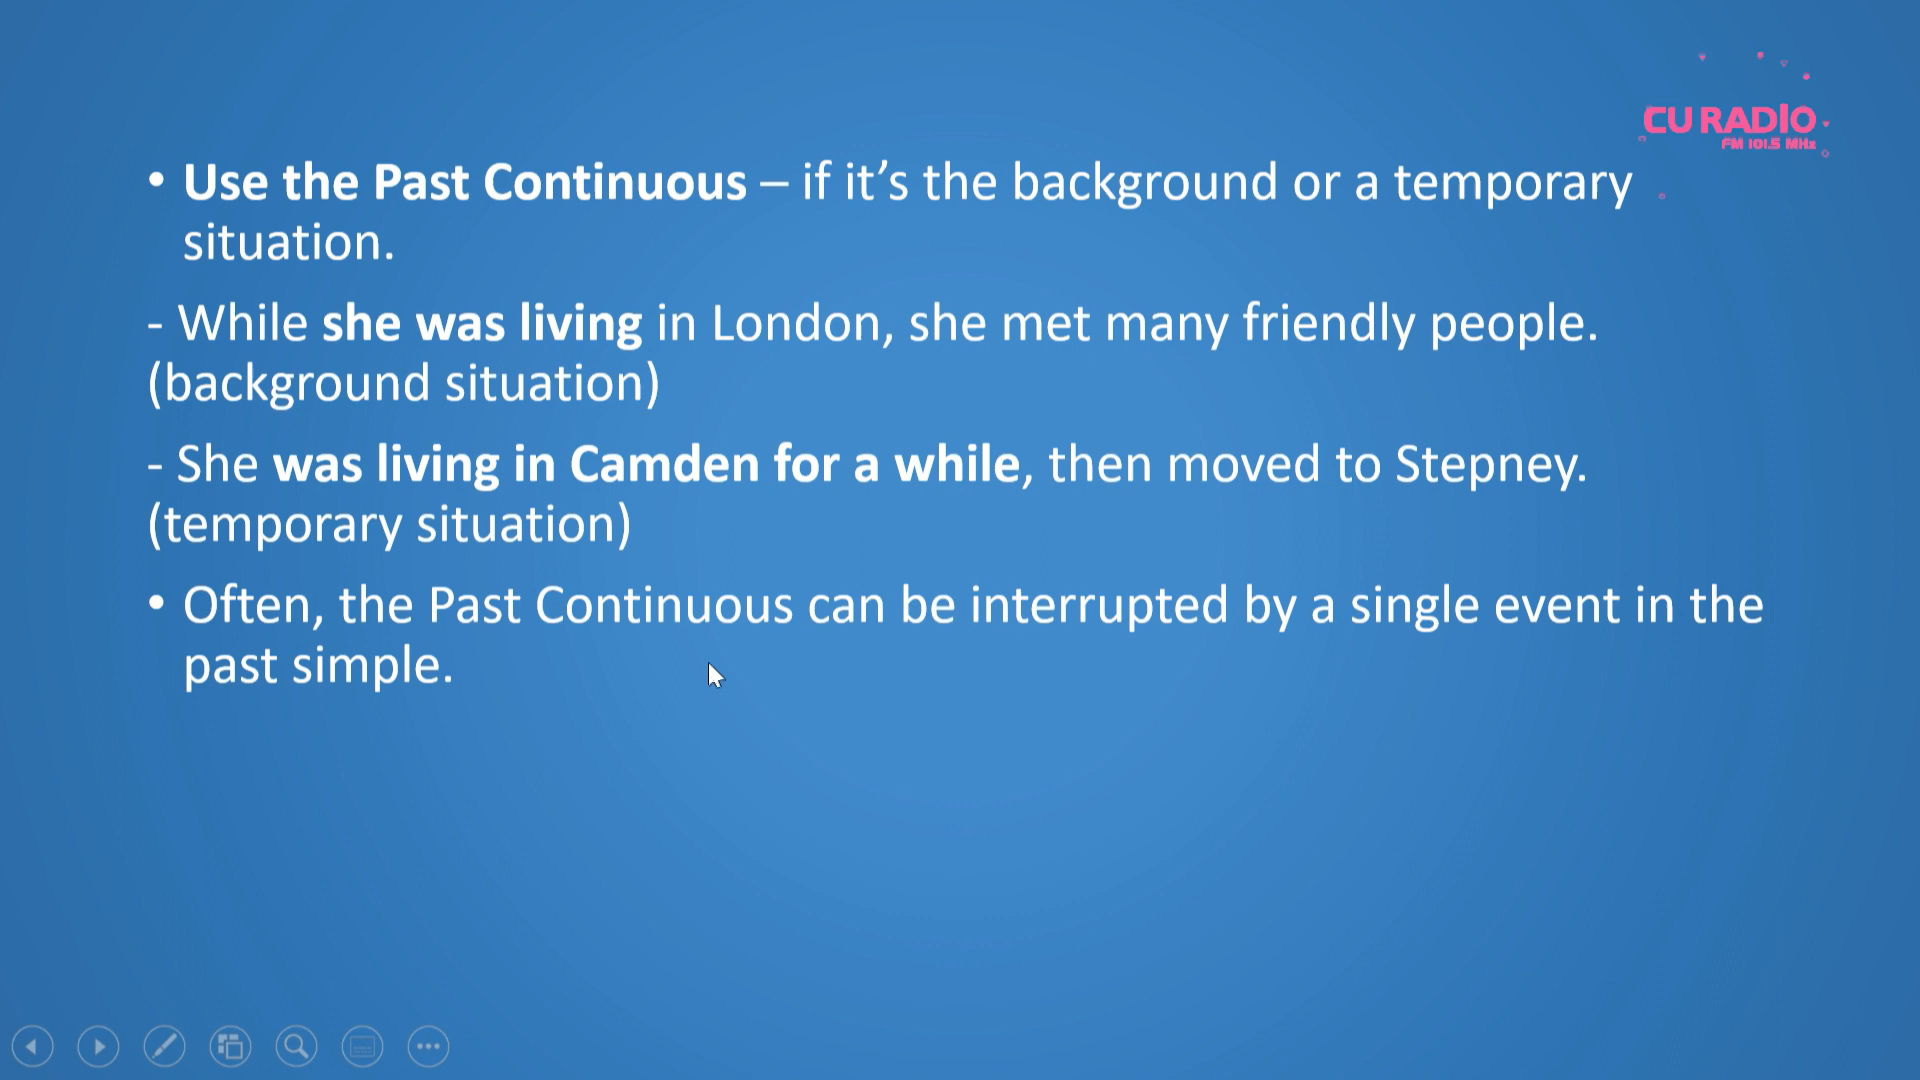 CU RADIO
FM 101.5 MHz
• Use the Past Continuous – if it’s the background or a temporary
situation.
- While she was living in London, she met many friendly people.
(background situation)
- She was living in Camden for a while, then moved to Stepney.
(temporary situation)
• Often, the Past Continuous can be interrupted by a single event in the
past simple.